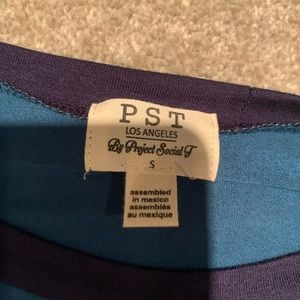 PST
LOS ANGELES
By Project Social T
S
assembled
in mexico
assemblés
au mexique